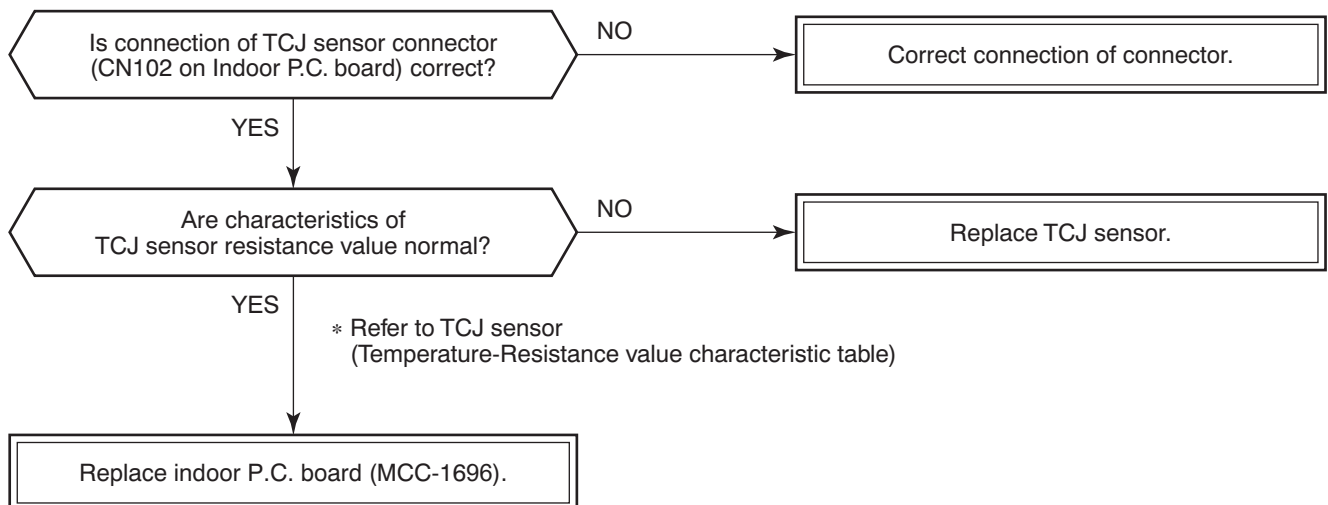 Is connection of TCJ sensor connector
(CN102 on Indoor P.C. board) correct?
NO
Correct connection of connector.
YES
Are characteristics of
TCJ sensor resistance value normal?
NO
Replace TCJ sensor.
YES
* Refer to TCJ sensor
(Temperature-Resistance value characteristic table)
Replace indoor P.C. board (MCC-1696).